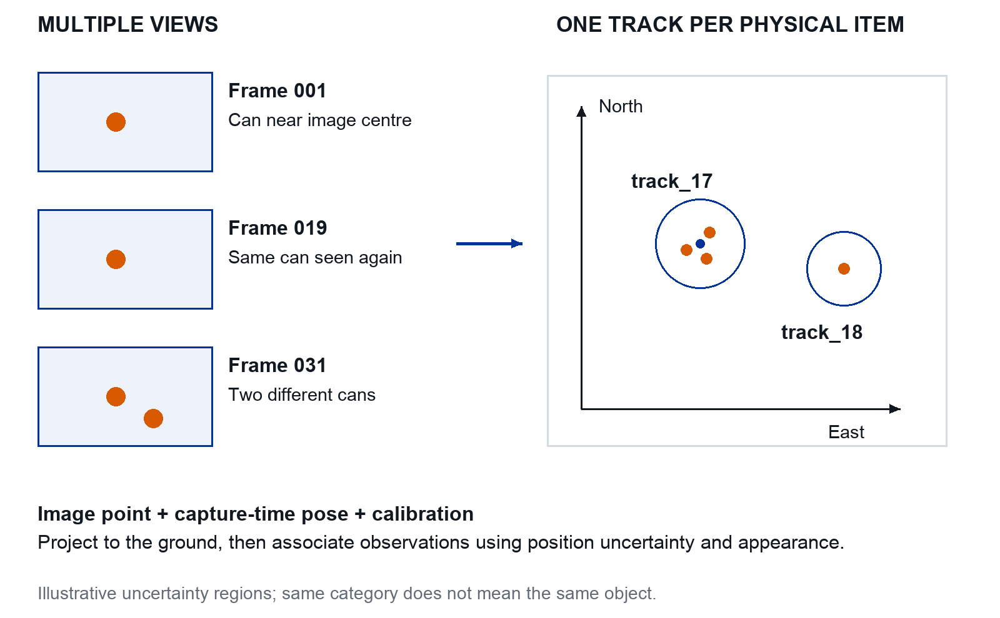 MULTIPLE VIEWS
ONE TRACK PER PHYSICAL ITEM
Frame 001
Can near image centre
Frame 019
Same can seen again
Frame 031
Two different cans
North
track_17
track_18
East
Image point + capture-time pose + calibration
Project to the ground, then associate observations using position uncertainty and appearance.
Illustrative uncertainty regions; same category does not mean the same object.